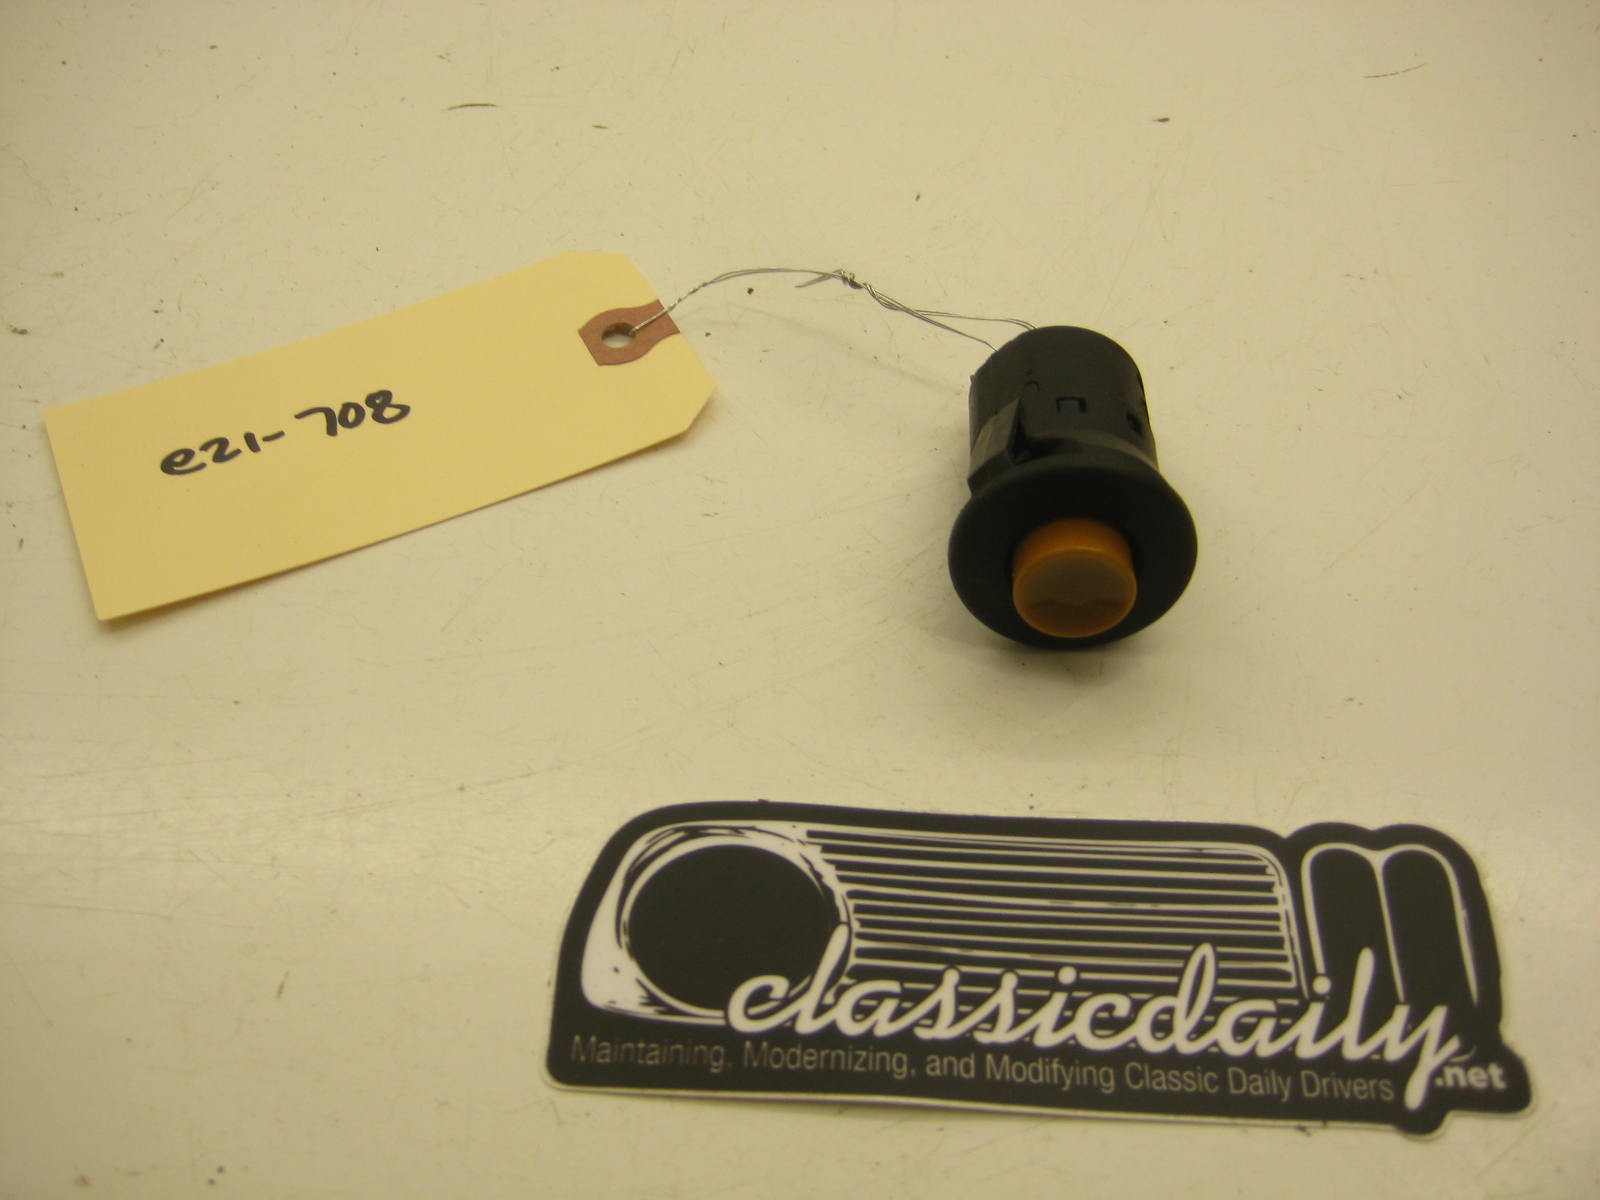 e21-708
classicdaily.net
Maintaining, Modernizing, and Modifying Classic Daily Drivers